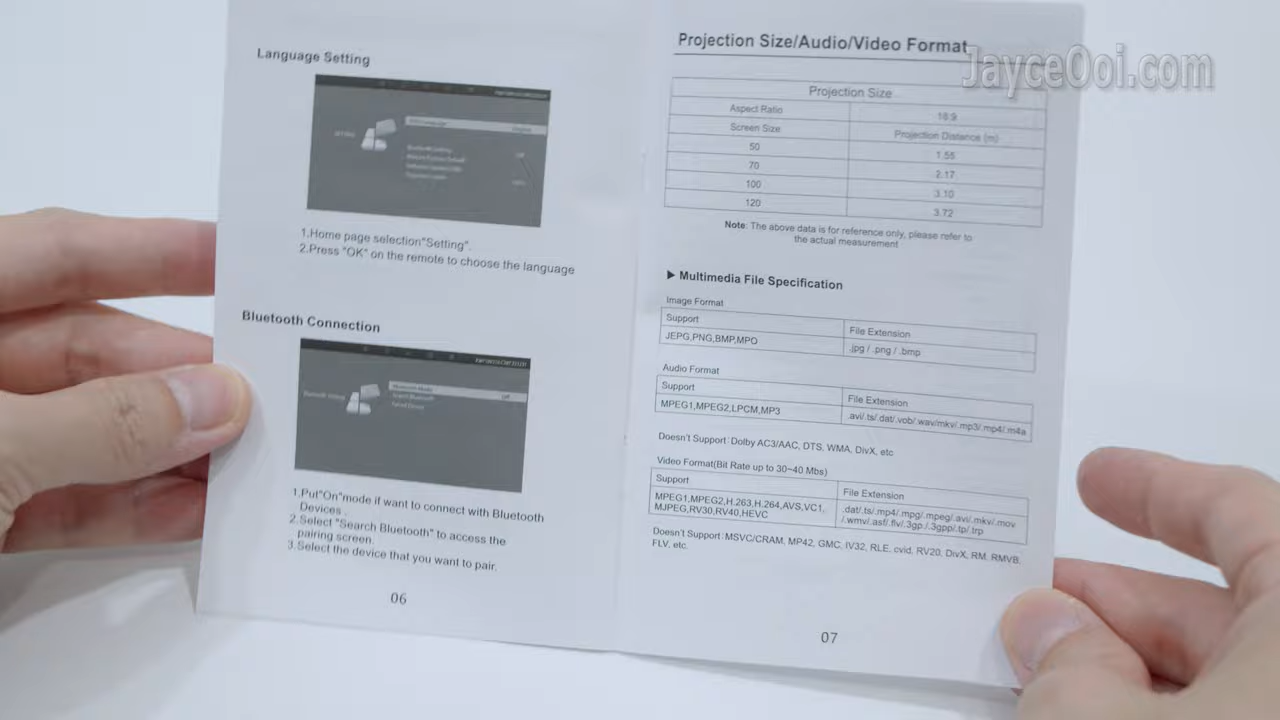 Language Setting
1.Home page selection"Setting".
2.Press "OK" on the remote to choose the language
Bluetooth Connection
1.Put"On"mode if want to connect with Bluetooth
Devices .
2.Select "Search Bluetooth" to access the
pairing screen.
3.Select the device that you want to pair.
06
Projection Size/Audio/Video Format
JayceOoi.com
Projection Size
Aspect Ratio 16:9
Screen Size Projection Distance (m)
50 1.55
70 2.17
100 3.10
120 3.72
Note: The above data is for reference only, please refer to
the actual measurement
▶ Multimedia File Specification
Image Format
Support File Extension
JEPG,PNG,BMP,MPO .jpg / .png / .bmp
Audio Format
Support File Extension
MPEG1,MPEG2,LPCM,MP3 .avi/.ts/.dat/.vob/.wav/mkv/.mp3/.mp4/.m4a
Doesn't Support: Dolby AC3/AAC, DTS, WMA, DivX, etc
Video Format(Bit Rate up to 30~40 Mbs)
Support File Extension
MPEG1,MPEG2,H.263,H.264,AVS,VC1, .dat/.ts/.mp4/.mpg/.mpeg/.avi/.mkv/.mov
MJPEG,RV30,RV40,HEVC /.wmv/.asf/.flv/.3gp./.3gpp/.tp/.trp
Doesn't Support: MSVC/CRAM, MP42, GMC, IV32, RLE, cvid, RV20, DivX, RM, RMVB,
FLV, etc.
07